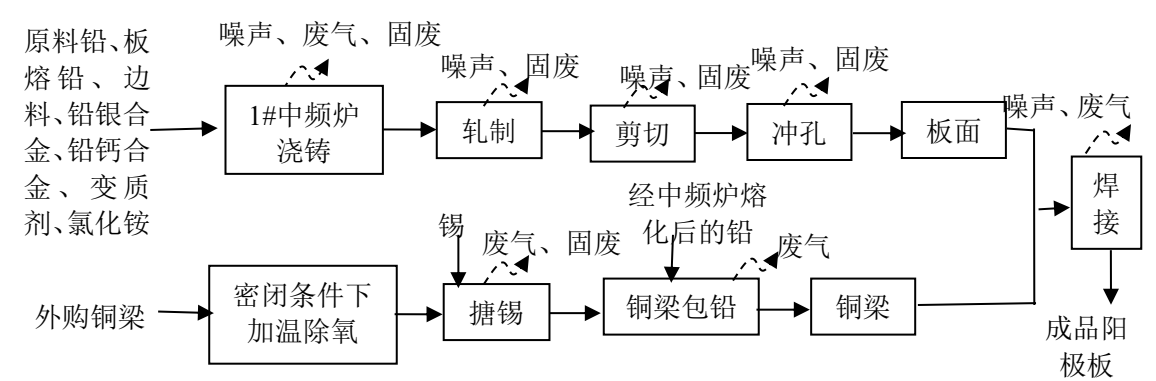 原料铅、板
熔铅、边
料、铅银合
金、铅钙合
金、变质
剂、氯化铵
噪声、废气、固废
1#中频炉
浇铸
噪声、固废
轧制
噪声、固废
剪切
噪声、固废
冲孔
板面
噪声、废气
焊
接
成品阳
极板
外购铜梁
密闭条件下
加温除氧
锡
废气、固废
搪锡
经中频炉熔
化后的铅
废气
铜梁包铅
铜梁